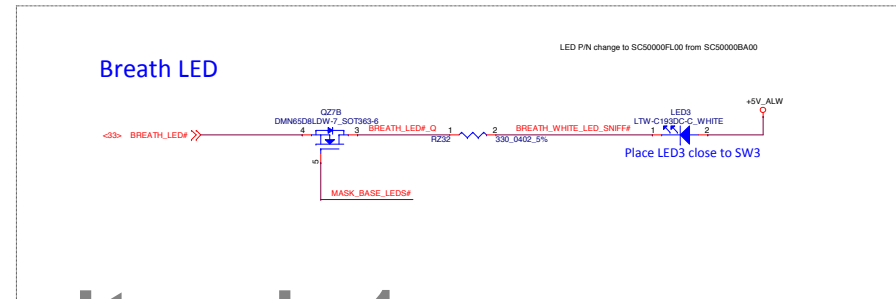 LED P/N change to SC50000FL00 from SC50000BA00
Breath LED
+5V_ALW
QZ7B
DMN65D8LDW-7_SOT363-6
LED3
LTW-C193DC-C_WHITE
<33> BREATH_LED#
4
3
BREATH_LED#_Q
1
2
BREATH_WHITE_LED_SNIFF#
1
2
RZ32
330_0402_5%
Place LED3 close to SW3
5
MASK_BASE_LEDS#